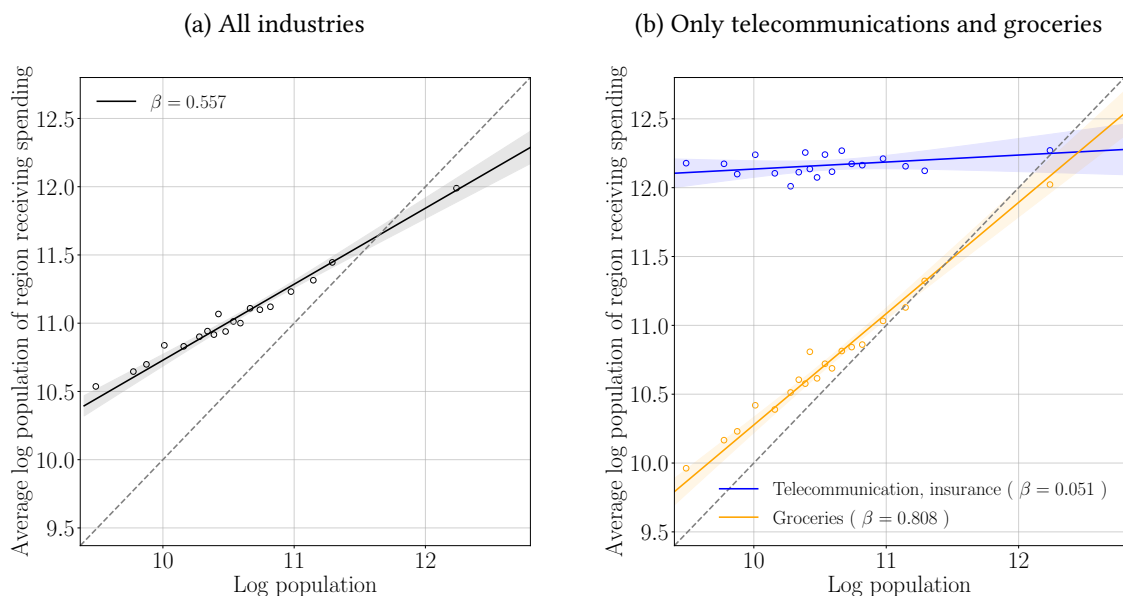 (a) All industries
Average log population of region receiving spending
12.5
12.0
11.5
11.0
10.5
10.0
9.5
β = 0.557
10
11
12
Log population
(b) Only telecommunications and groceries
Average log population of region receiving spending
12.5
12.0
11.5
11.0
10.5
10.0
9.5
Telecommunication, insurance ( β = 0.051 )
Groceries ( β = 0.808 )
10
11
12
Log population